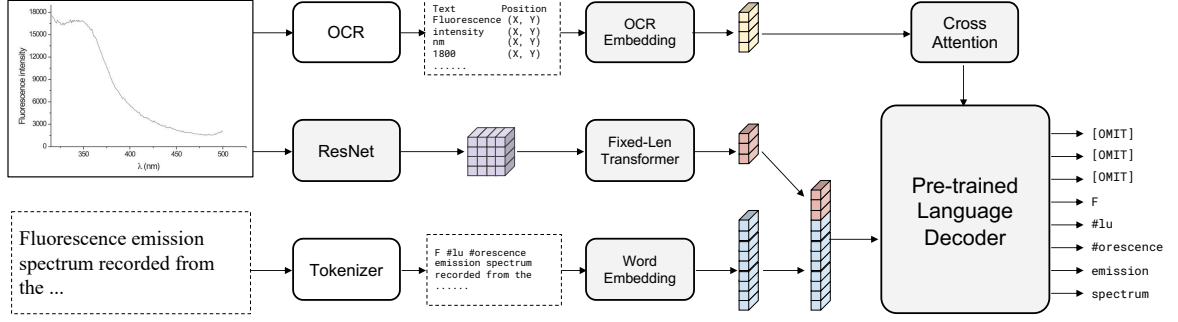 18000
15000
12000
9000
6000
3000
0
350
400
450
500
Fluorescence intensity
λ (nm)
OCR
Text Position
Fluorescence (X, Y)
intensity (X, Y)
nm (X, Y)
1800 (X, Y)
......
OCR
Embedding
Cross
Attention
ResNet
Fixed-Len
Transformer
Pre-trained
Language
Decoder
[OMIT]
[OMIT]
[OMIT]
F
#lu
#orescence
emission
spectrum
Fluorescence emission
spectrum recorded from
the ...
Tokenizer
F #lu #orescence
emission spectrum
recorded from the
......
Word
Embedding